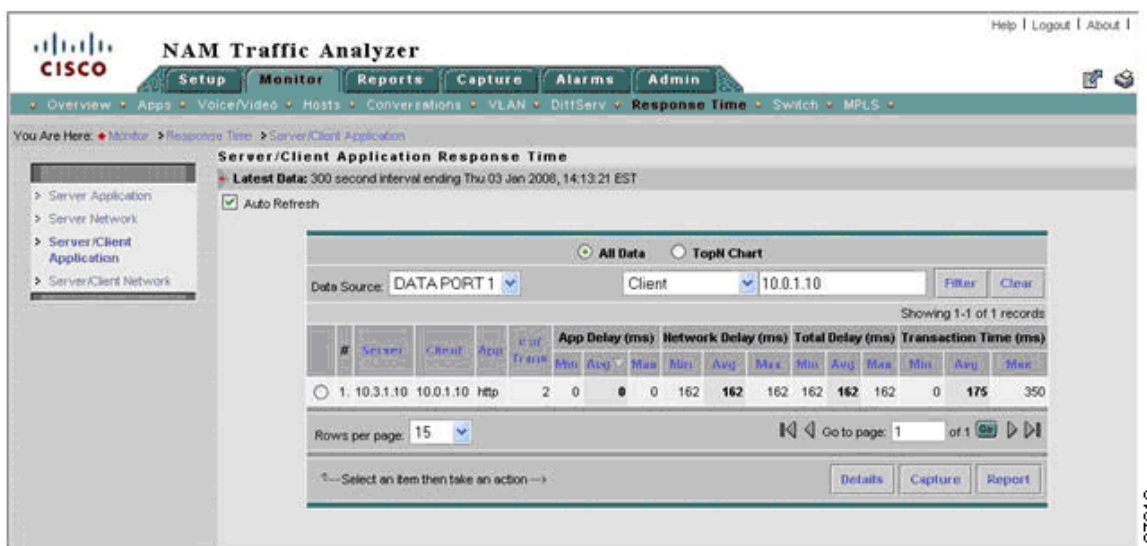 Help | Logout | About |
CISCO
NAM Traffic Analyzer
Setup Monitor Reports Capture Alarms Admin
Overview Apps Voice/Video Hosts Conversations VLAN DiffServ Response Time Switch MPLS
You Are Here: Monitor > Response Time > Server/Client Application
> Server Application
> Server Network
> Server/Client Application
> Server/Client Network
Server/Client Application Response Time
Latest Data: 300 second interval ending Thu 03 Jan 2008, 14:13:21 EST
Auto Refresh
All Data TopN Chart
Data Source: DATA PORT 1 Client 10.0.1.10 Filter Clear
Showing 1-1 of 1 records
# Server Client App # of Trans App Delay (ms) Network Delay (ms) Total Delay (ms) Transaction Time (ms)
Min Avg Max Min Avg Max Min Avg Max Min Avg Max
1. 10.3.1.10 10.0.1.10 http 2 0 0 0 162 162 162 162 162 162 0 175 350
Rows per page: 15 Go to page: 1 of 1 Go
Select an item then take an action --> Details Capture Report